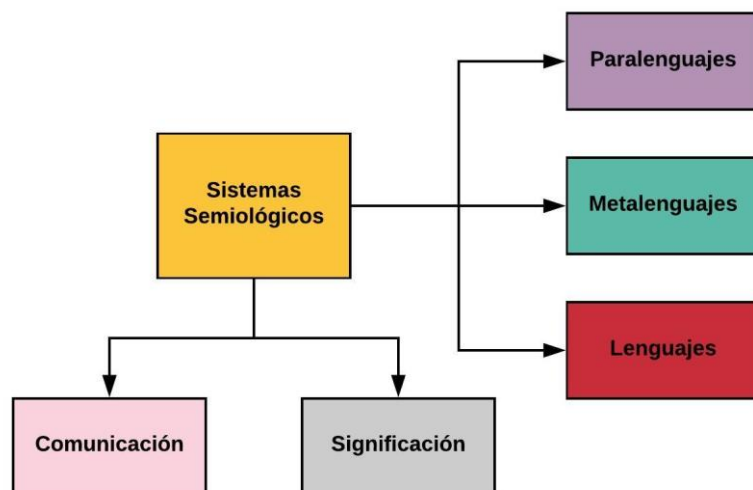 Paralenguajes
Sistemas
Semiológicos
Metalenguajes
Lenguajes
Comunicación
Significación